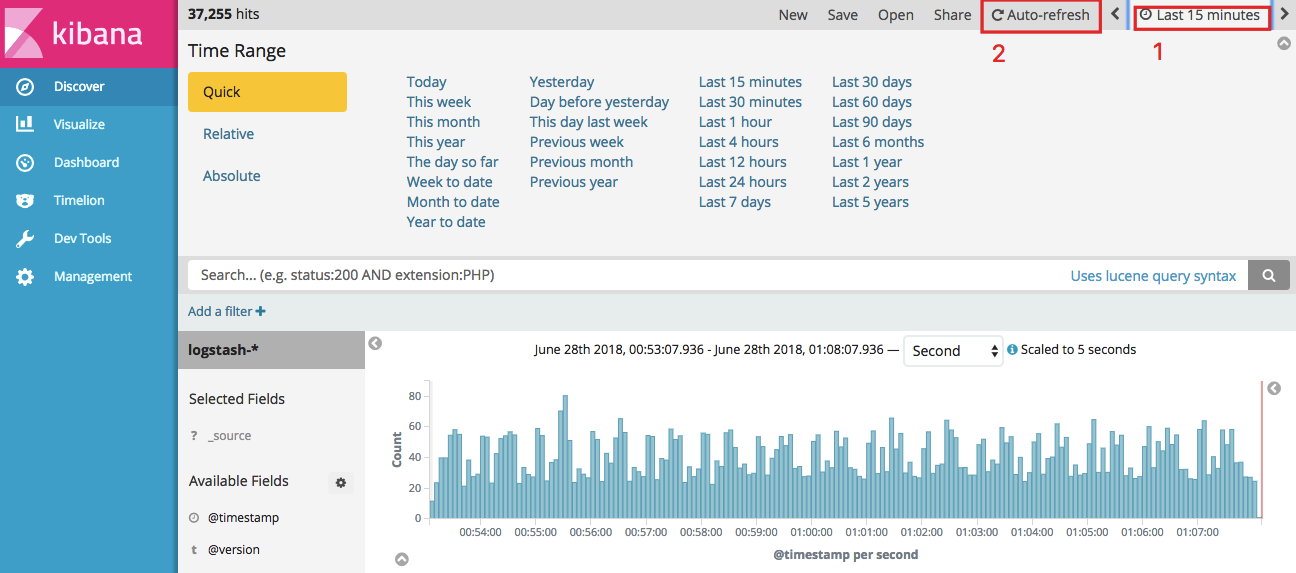 kibana
Discover
Visualize
Dashboard
Timelion
Dev Tools
Management
37,255 hits
New Save Open Share Auto-refresh Last 15 minutes
2 1
Time Range
Quick
Relative
Absolute
Today
This week
This month
This year
The day so far
Week to date
Month to date
Year to date
Yesterday
Day before yesterday
This day last week
Previous week
Previous month
Previous year
Last 15 minutes
Last 30 minutes
Last 1 hour
Last 4 hours
Last 12 hours
Last 24 hours
Last 7 days
Last 30 days
Last 60 days
Last 90 days
Last 6 months
Last 1 year
Last 2 years
Last 5 years
Search... (e.g. status:200 AND extension:PHP) Uses lucene query syntax
Add a filter +
logstash-*
Selected Fields
? _source
Available Fields
@timestamp
t @version
June 28th 2018, 00:53:07.936 - June 28th 2018, 01:08:07.936 — Second Scaled to 5 seconds
Count
80
60
40
20
0
00:54:00 00:55:00 00:56:00 00:57:00 00:58:00 00:59:00 01:00:00 01:01:00 01:02:00 01:03:00 01:04:00 01:05:00 01:06:00 01:07:00
@timestamp per second